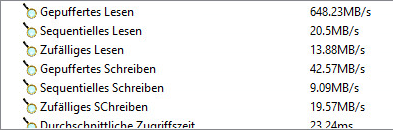 Gepuffertes Lesen 648.23MB/s
Sequentielles Lesen 20.5MB/s
Zufälliges Lesen 13.88MB/s
Gepuffertes Schreiben 42.57MB/s
Sequentielles Schreiben 9.09MB/s
Zufälliges SChreiben 19.57MB/s
Durchschnittliche Zugriffszeit 23.24ms